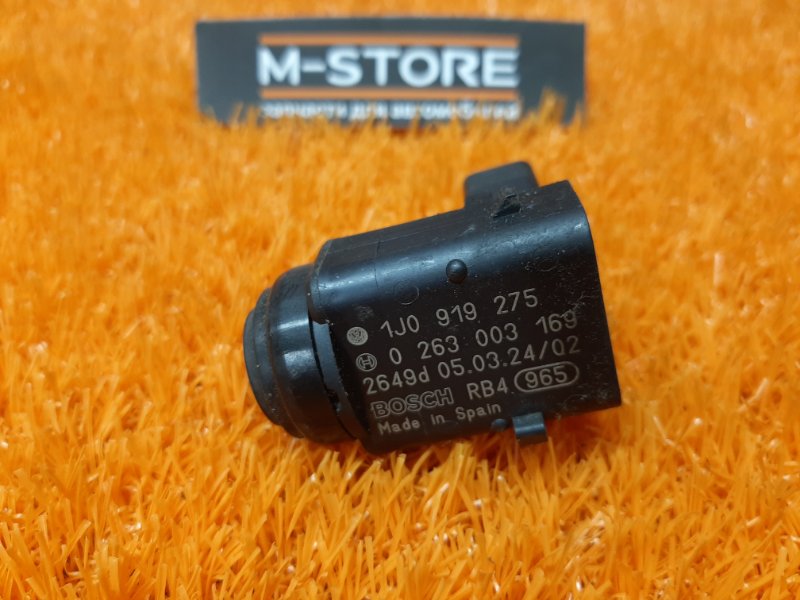 M-STORE
1J0 919 275
0 263 003 169
2649d 05.03.24/02
BOSCH RB4 965
Made in Spain